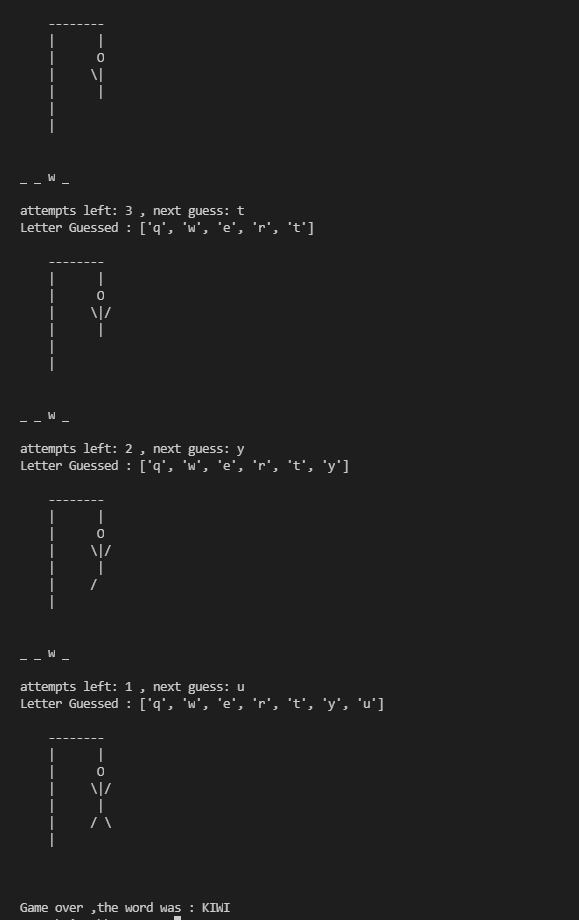 --------
    |      |
    |      O
    |     \|
    |      |
    |
    |
_ _ W _
attempts left: 3 , next guess: t
Letter Guessed : ['q', 'w', 'e', 'r', 't']
    --------
    |      |
    |      O
    |     \|/
    |      |
    |
    |
_ _ W _
attempts left: 2 , next guess: y
Letter Guessed : ['q', 'w', 'e', 'r', 't', 'y']
    --------
    |      |
    |      O
    |     \|/
    |      |
    |     /
    |
_ _ W _
attempts left: 1 , next guess: u
Letter Guessed : ['q', 'w', 'e', 'r', 't', 'y', 'u']
    --------
    |      |
    |      O
    |     \|/
    |      |
    |     / \
    |
Game over ,the word was : KIWI